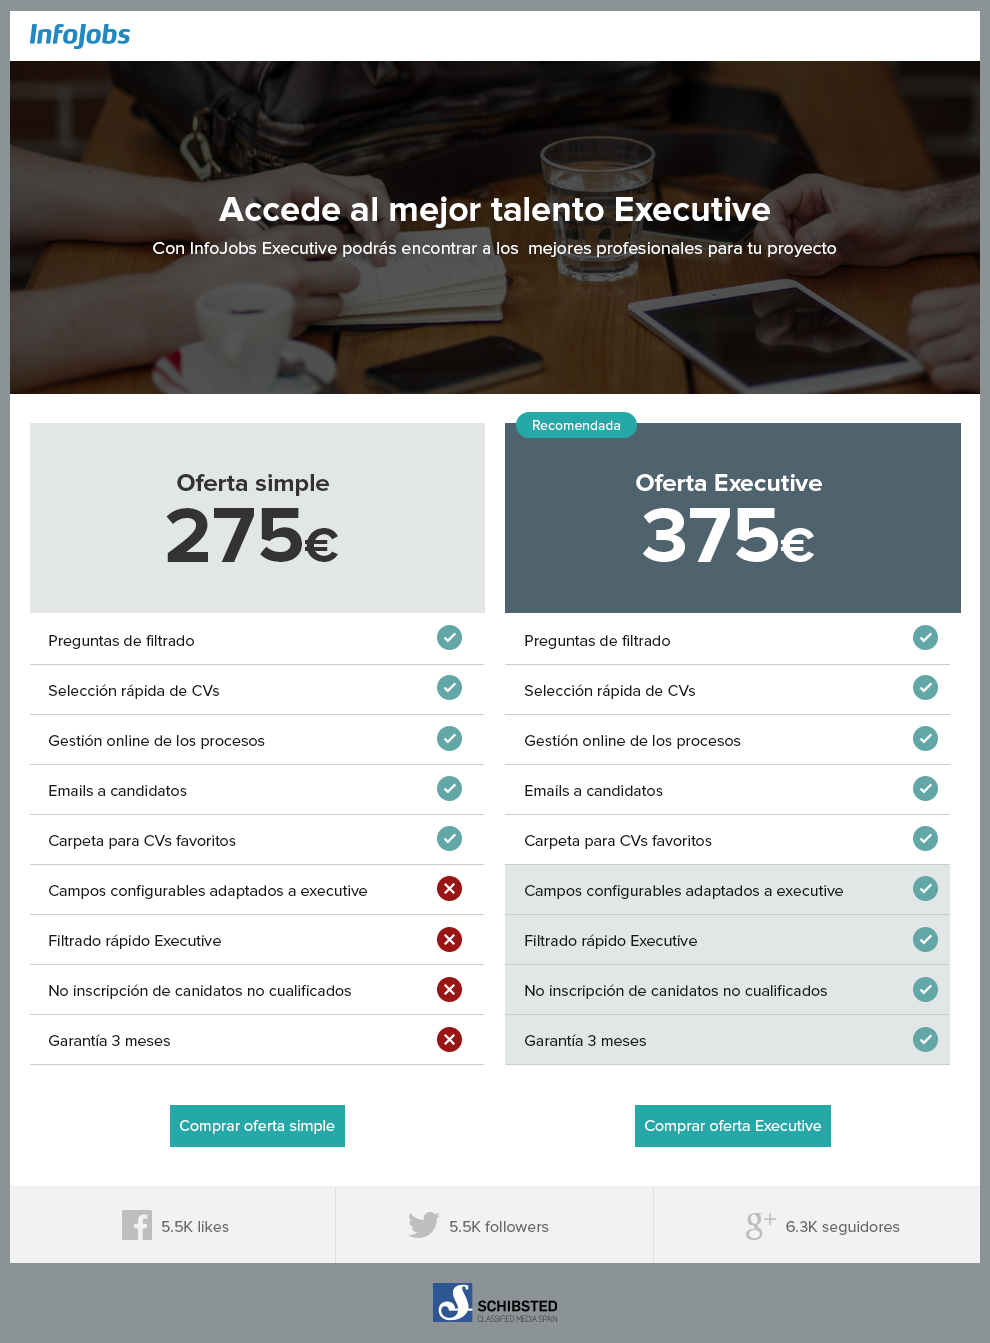 InfoJobs
Accede al mejor talento Executive
Con InfoJobs Executive podrás encontrar a los mejores profesionales para tu proyecto
Oferta simple
275€
Preguntas de filtrado
Selección rápida de CVs
Gestión online de los procesos
Emails a candidatos
Carpeta para CVs favoritos
Campos configurables adaptados a executive
Filtrado rápido Executive
No inscripción de canidatos no cualificados
Garantía 3 meses
Comprar oferta simple
Recomendada
Oferta Executive
375€
Preguntas de filtrado
Selección rápida de CVs
Gestión online de los procesos
Emails a candidatos
Carpeta para CVs favoritos
Campos configurables adaptados a executive
Filtrado rápido Executive
No inscripción de canidatos no cualificados
Garantía 3 meses
Comprar oferta Executive
5.5K likes
5.5K followers
g+ 6.3K seguidores
SCHIBSTED
CLASSIFIED MEDIA SPAIN